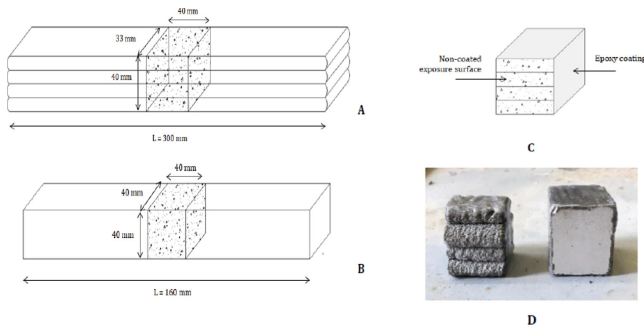 40 mm
33 mm
40 mm
A
L = 300 mm
40 mm
40 mm
40 mm
B
L = 160 mm
Non-coated
exposure surface
Epoxy coating
C
D